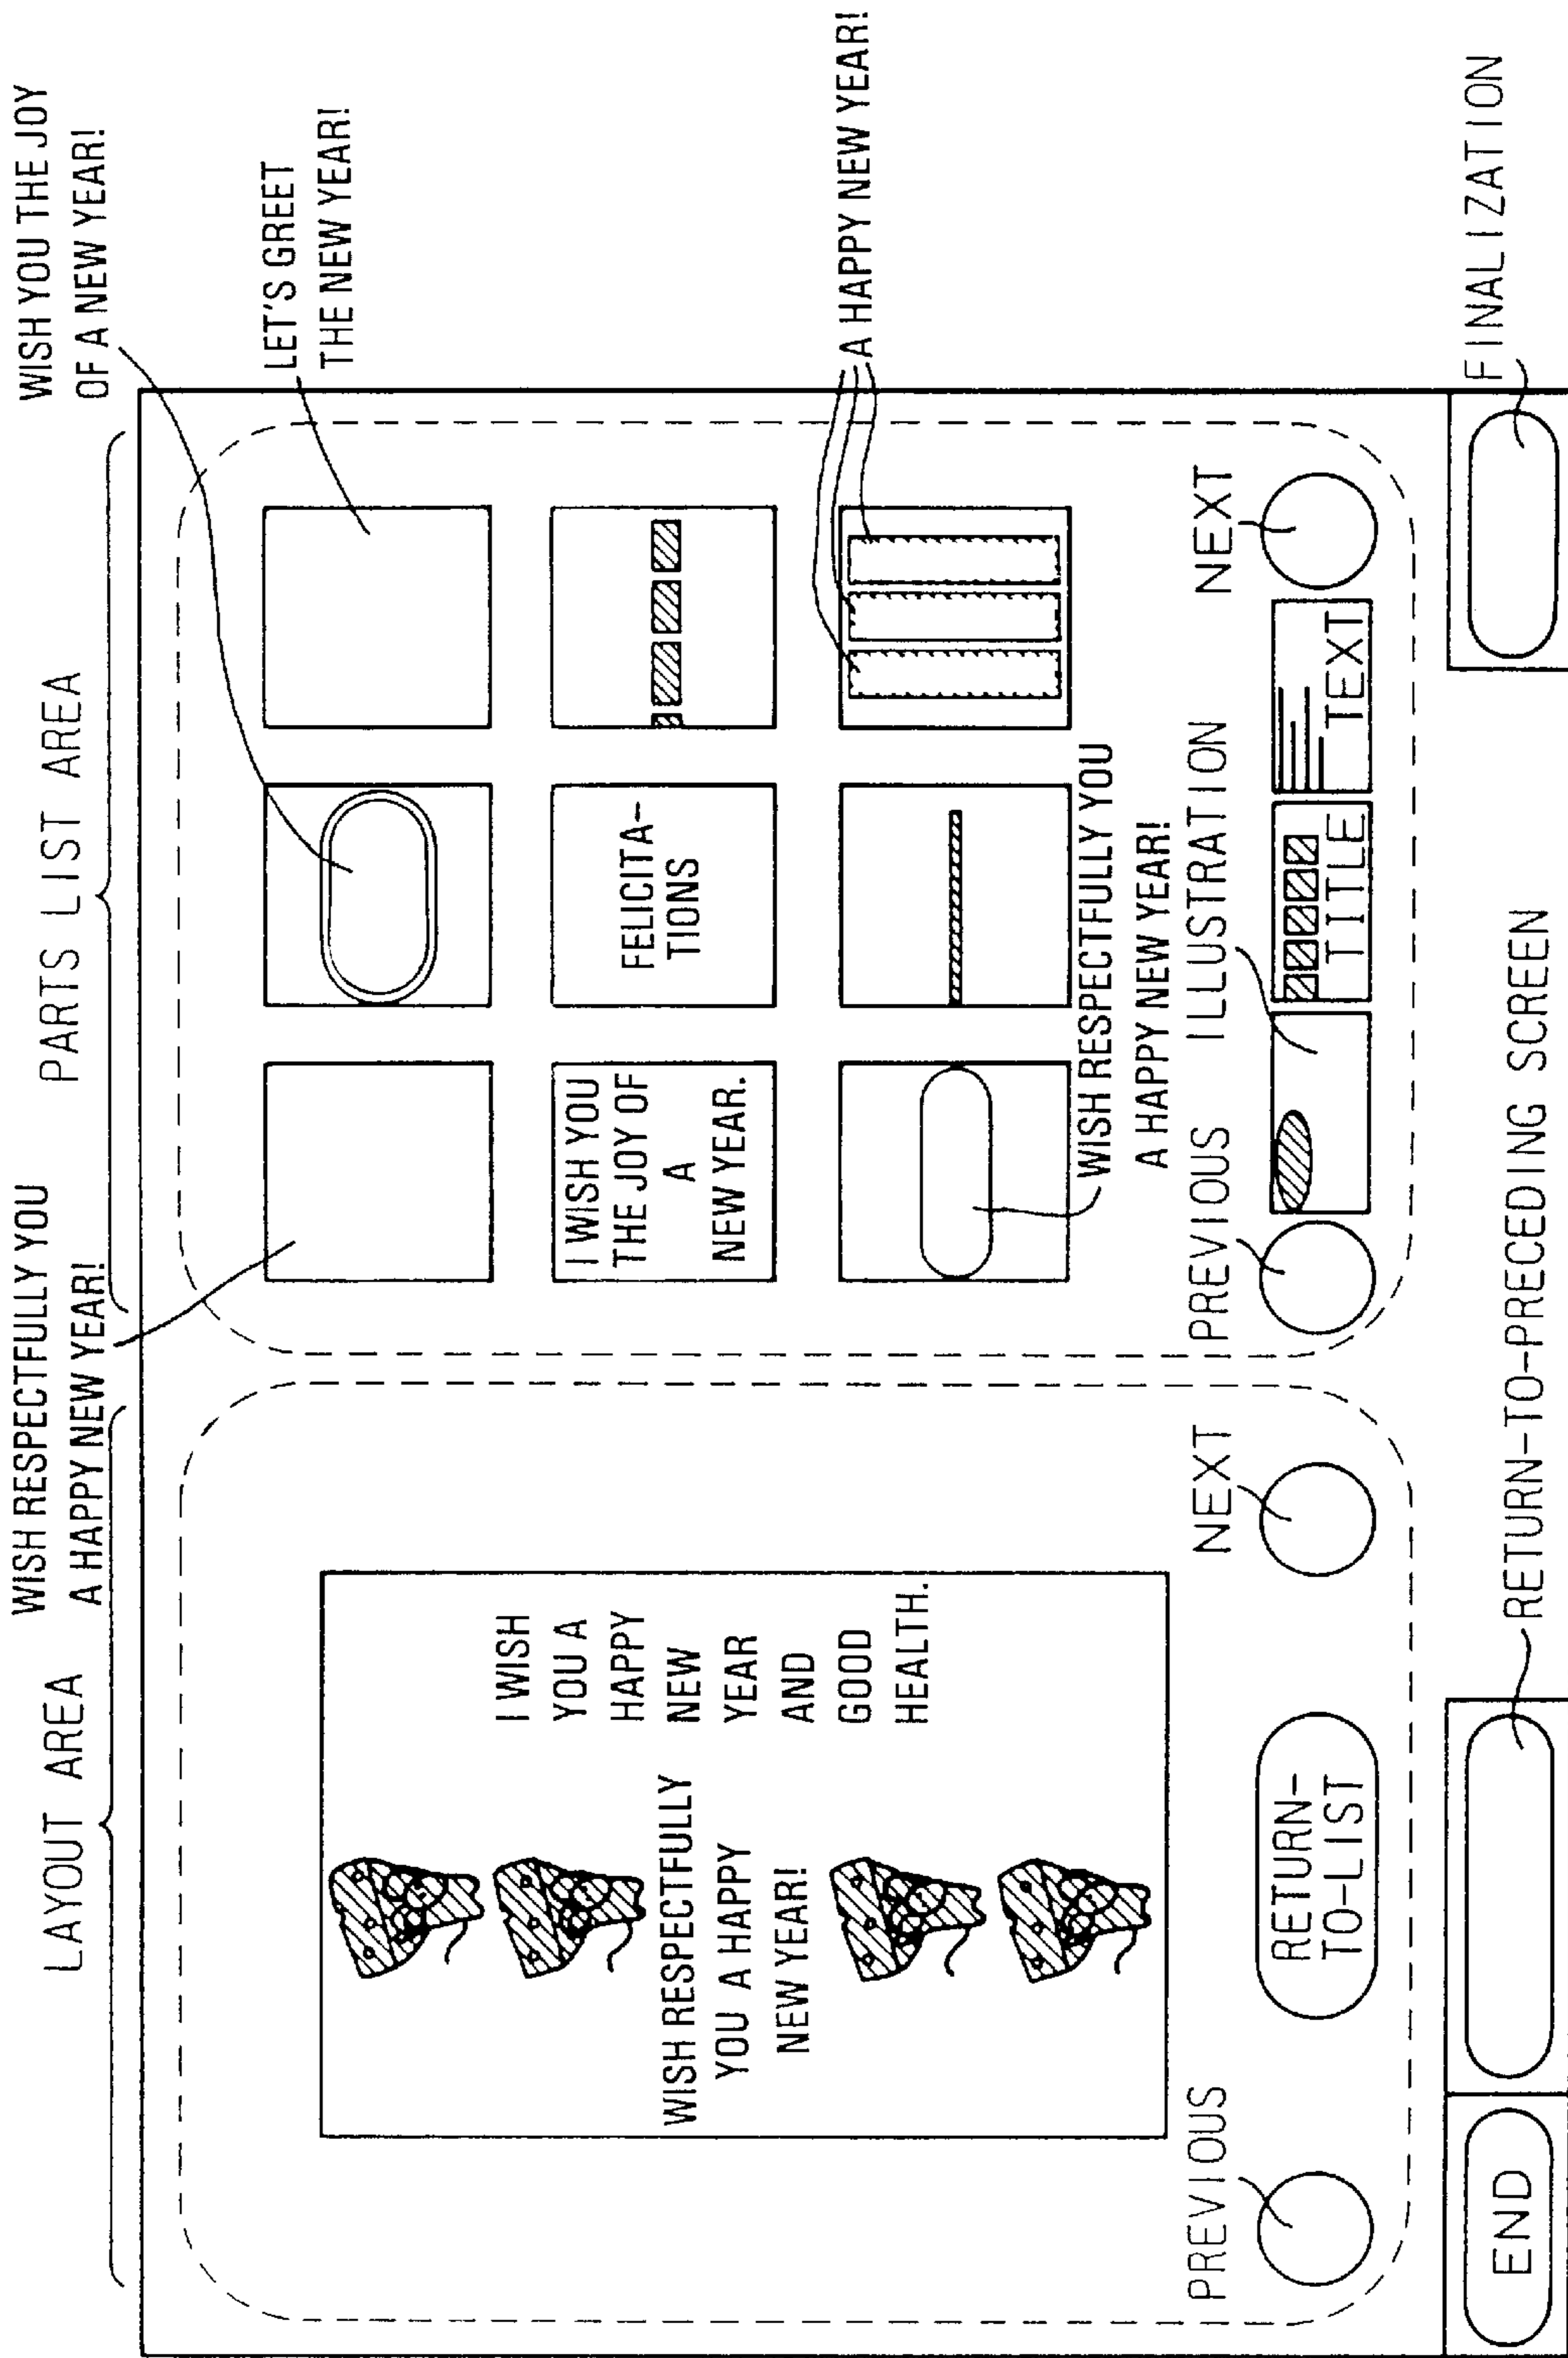 LAYOUT AREA
WISH RESPECTFULLY YOU
A HAPPY NEW YEAR!
PARTS LIST AREA
WISH YOU THE JOY
OF A NEW YEAR!
LET'S GREET
THE NEW YEAR!
I WISH
YOU A
HAPPY
NEW
YEAR
AND
GOOD
HEALTH.
WISH RESPECTFULLY
YOU A HAPPY
NEW YEAR!
I WISH YOU
THE JOY OF
A
NEW YEAR.
FELICITA-
TIONS
A HAPPY NEW YEAR!
WISH RESPECTFULLY YOU
A HAPPY NEW YEAR!
PREVIOUS
RETURN-
TO-LIST
NEXT
PREVIOUS
ILLUSTRATION
TITLE
TEXT
NEXT
END
RETURN-TO-PRECEDING SCREEN
FINALIZATION